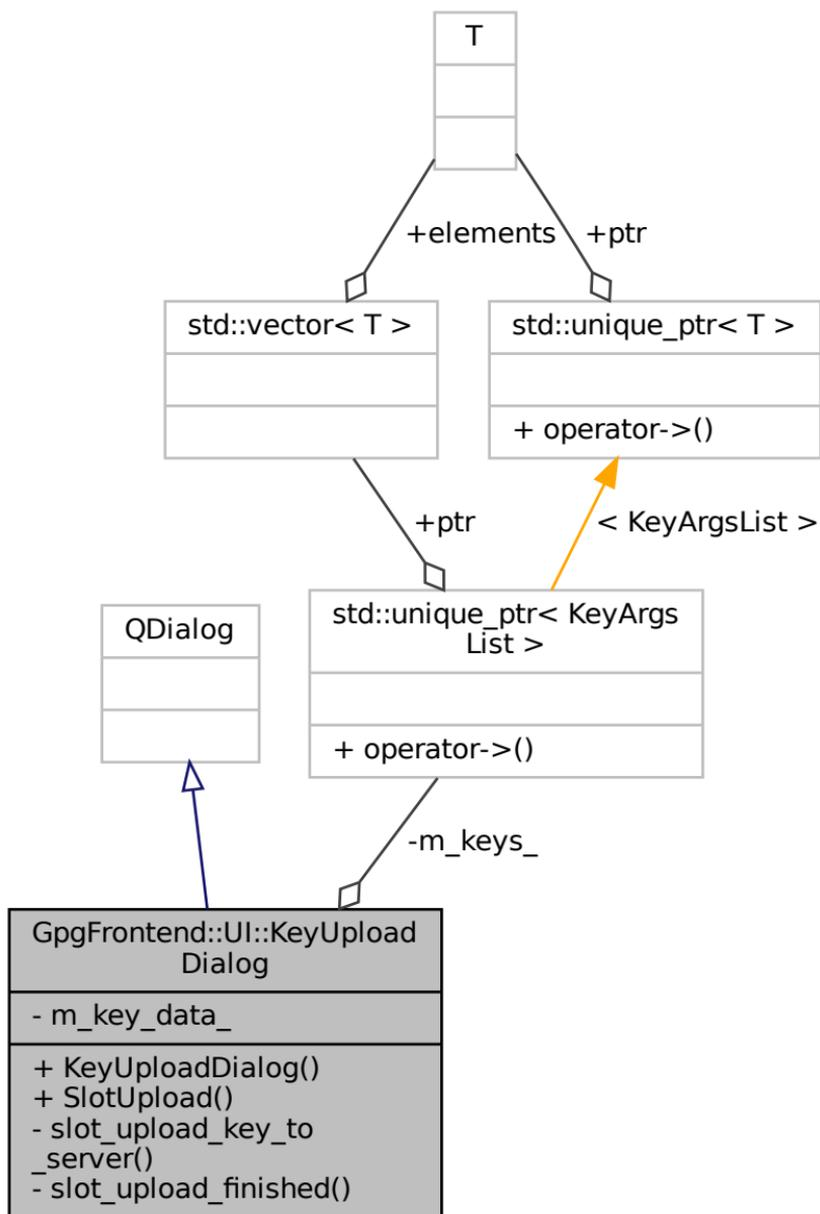 T
+elements
+ptr
std::vector< T >
std::unique_ptr< T >
+ operator->()
+ptr
< KeyArgsList >
QDialog
std::unique_ptr< KeyArgs
List >
+ operator->()
-m_keys_
GpgFrontend::UI::KeyUpload
Dialog
- m_key_data_
+ KeyUploadDialog()
+ SlotUpload()
- slot_upload_key_to
_server()
- slot_upload_finished()